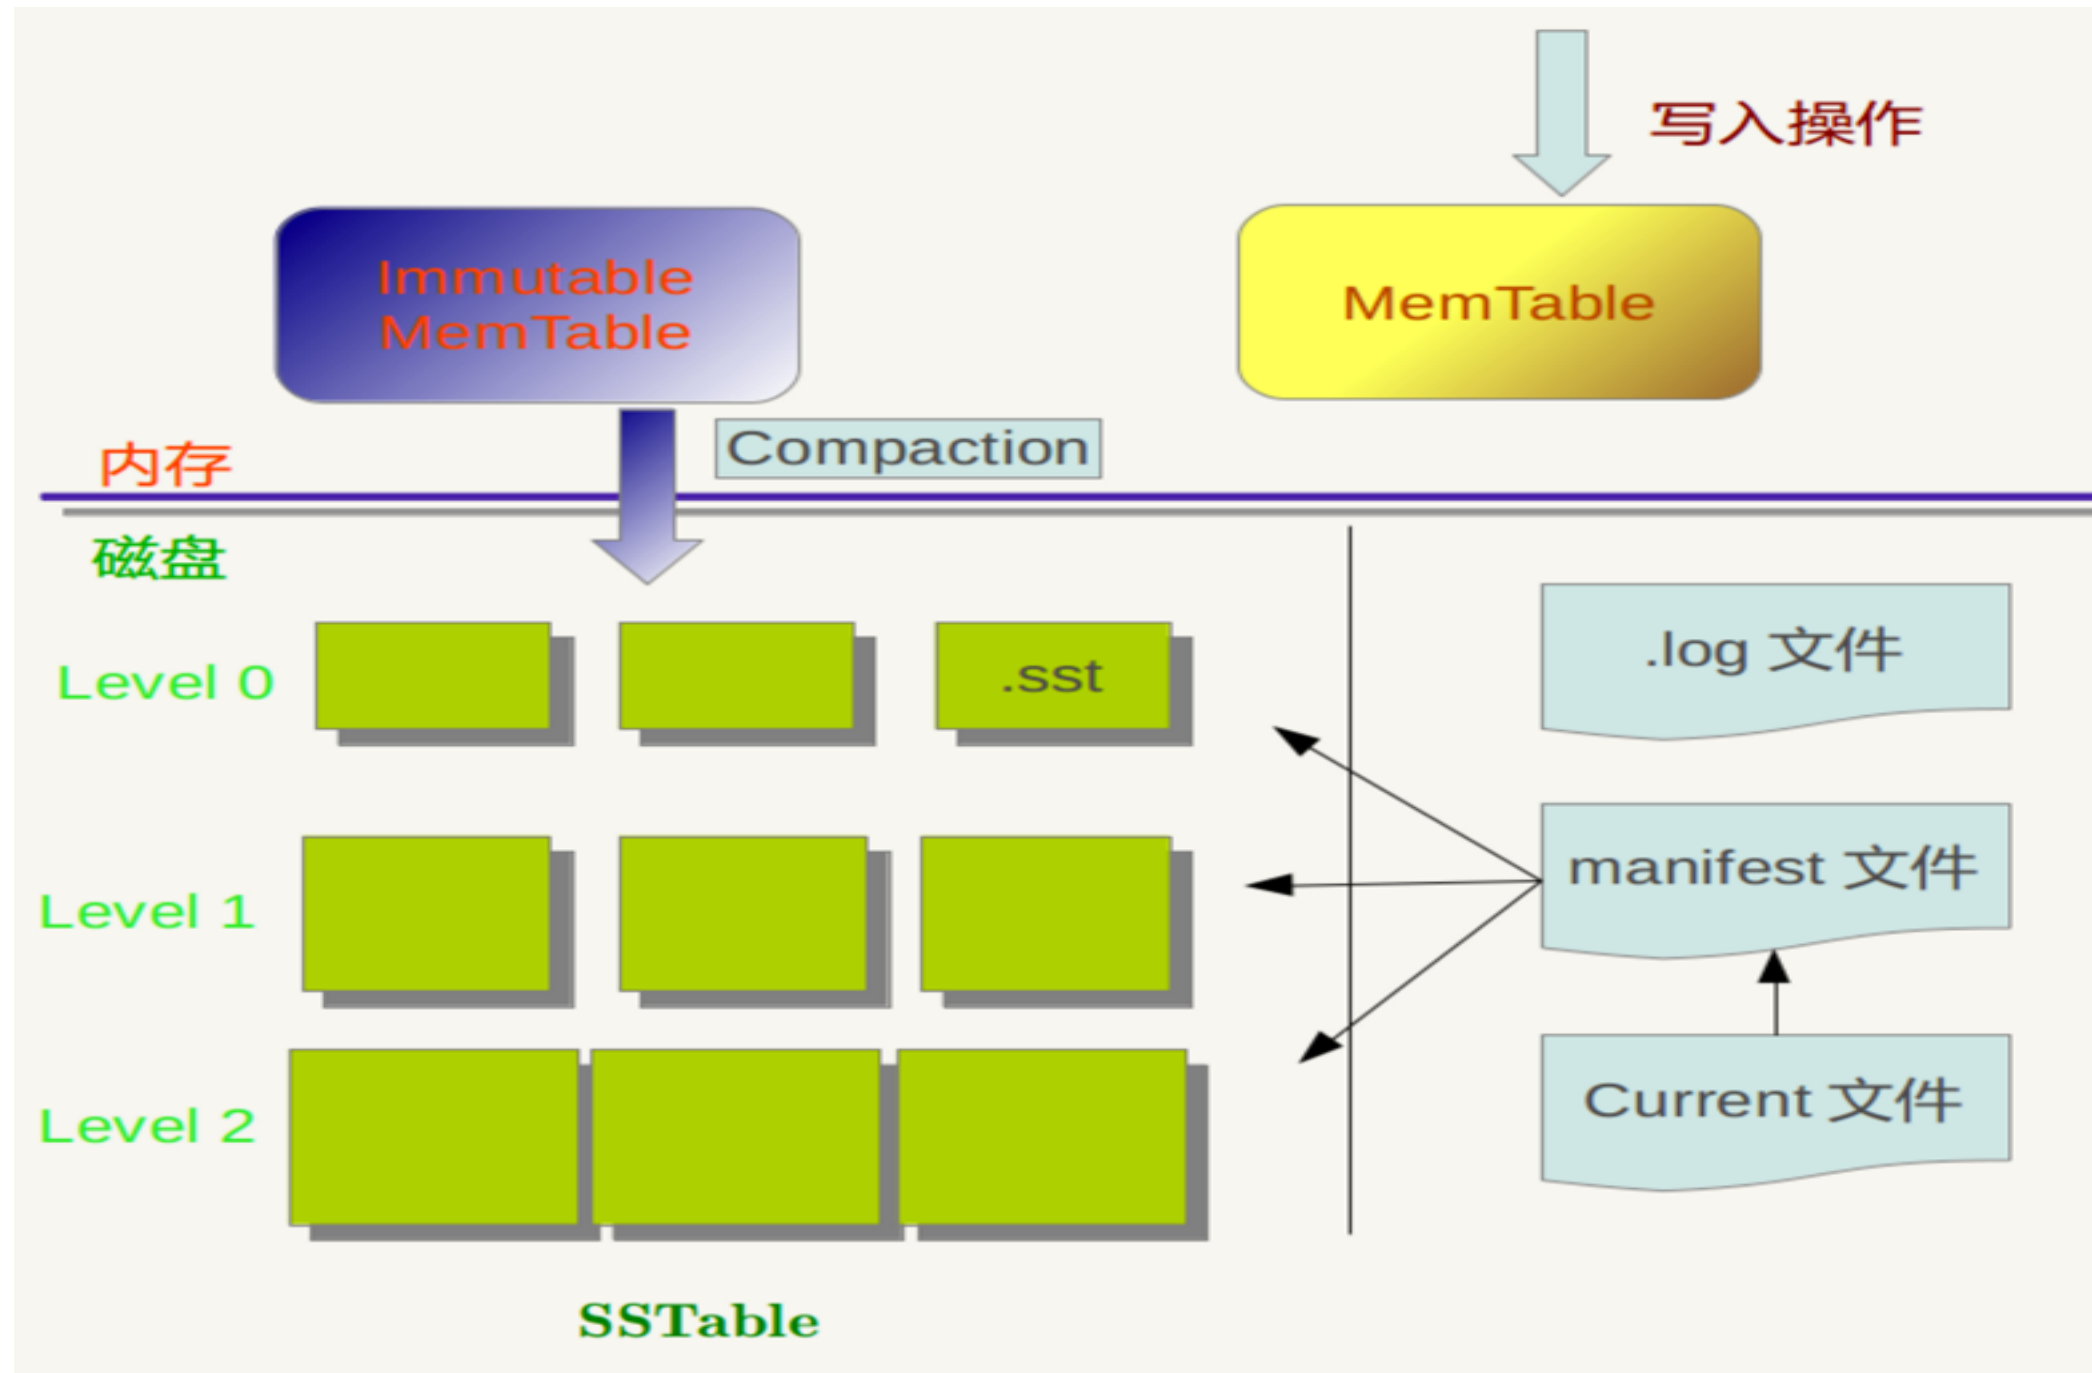 写入操作
Immutable
MemTable
MemTable
Compaction
内存
磁盘
Level 0
.sst
.log 文件
Level 1
manifest 文件
Level 2
Current 文件
SSTable